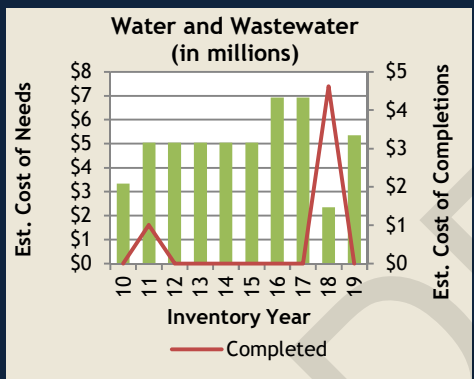 Water and Wastewater
(in millions)
Est. Cost of Needs
$8
$7
$6
$5
$4
$3
$2
$1
$0
$5
$4
$3
$2
$1
$0
Est. Cost of Completions
10 11 12 13 14 15 16 17 18 19
Inventory Year
Completed